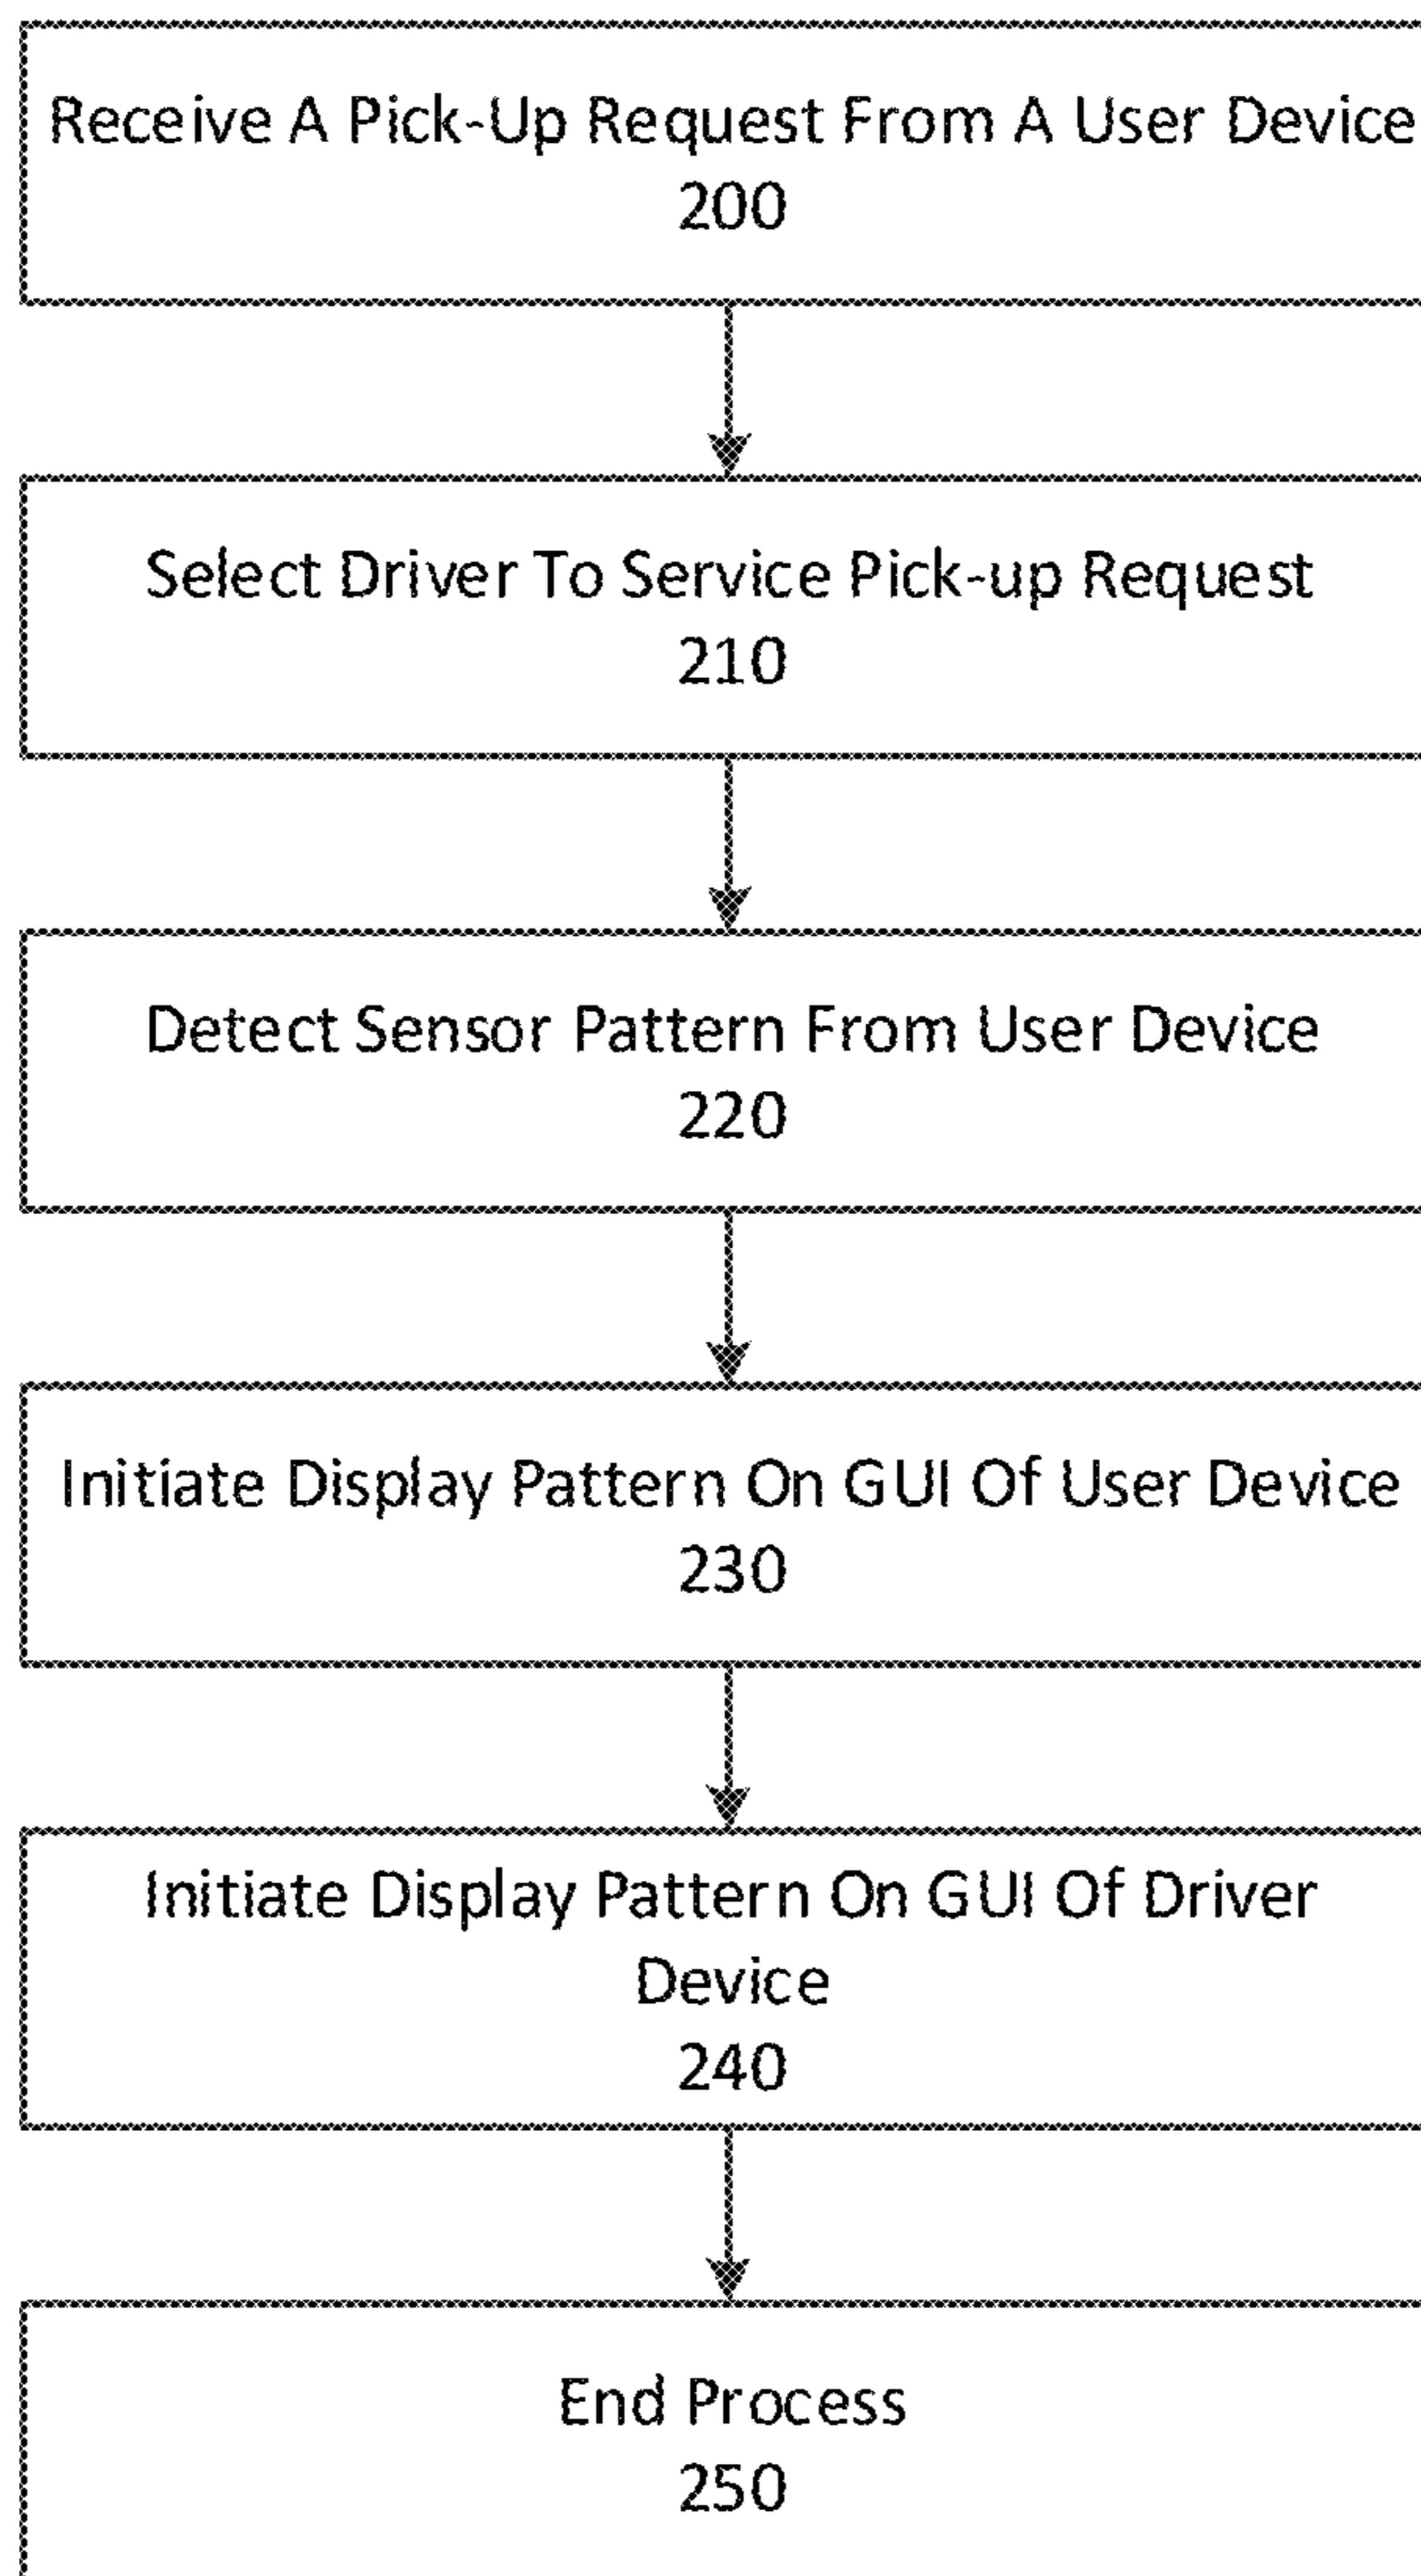 Receive A Pick-Up Request From A User Device
200
Select Driver To Service Pick-up Request
210
Detect Sensor Pattern From User Device
220
Initiate Display Pattern On GUI Of User Device
230
Initiate Display Pattern On GUI Of Driver
Device
240
End Process
250